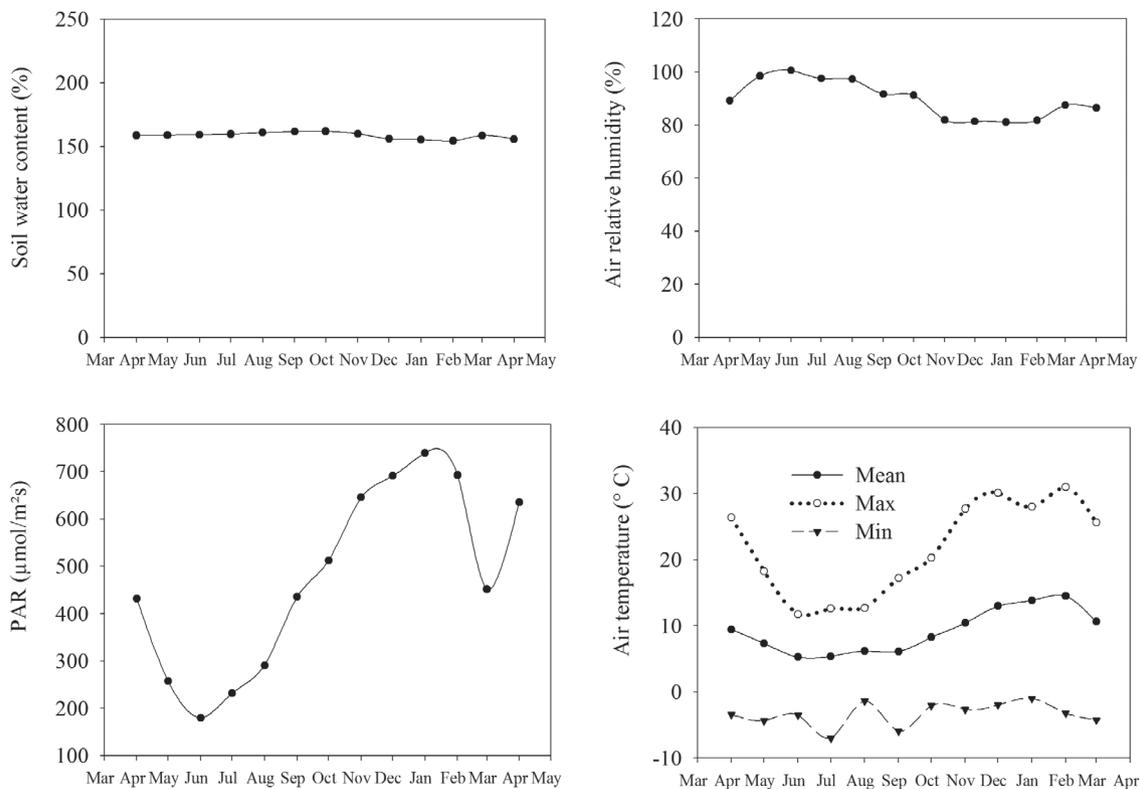 250
200
150
100
50
0
Soil water content (%)
Mar Apr May Jun Jul Aug Sep Oct Nov Dec Jan Feb Mar Apr May
120
100
80
60
40
20
0
Air relative humidity (%)
Mar Apr May Jun Jul Aug Sep Oct Nov Dec Jan Feb Mar Apr May
800
700
600
500
400
300
200
100
PAR (µmol/m²s)
Mar Apr May Jun Jul Aug Sep Oct Nov Dec Jan Feb Mar Apr May
40
30
20
10
0
-10
Air temperature (° C)
Mean
Max
Min
Mar Apr May Jun Jul Aug Sep Oct Nov Dec Jan Feb Mar Apr